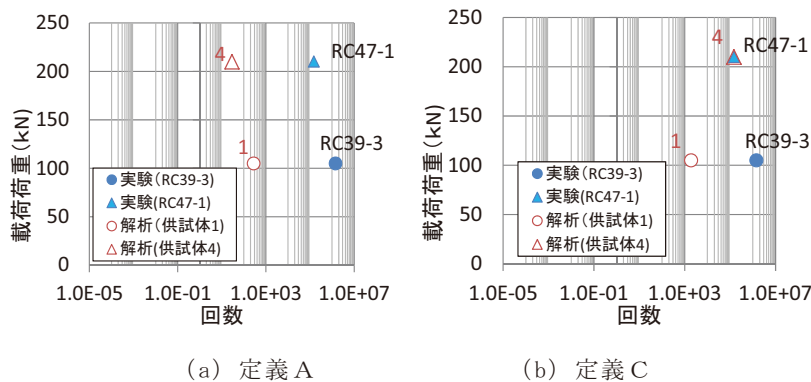 250
200
150
100
50
0
載荷荷重(kN)
4
RC47-1
1
RC39-3
実験(RC39-3)
実験(RC47-1)
解析(供試体1)
解析(供試体4)
1.0E-05 1.0E-01 1.0E+03 1.0E+07
回数
(a) 定義A
250
200
150
100
50
0
載荷荷重(kN)
4
RC47-1
1
RC39-3
実験(RC39-3)
実験(RC47-1)
解析(供試体1)
解析(供試体4)
1.0E-05 1.0E-01 1.0E+03 1.0E+07
回数
(b) 定義C